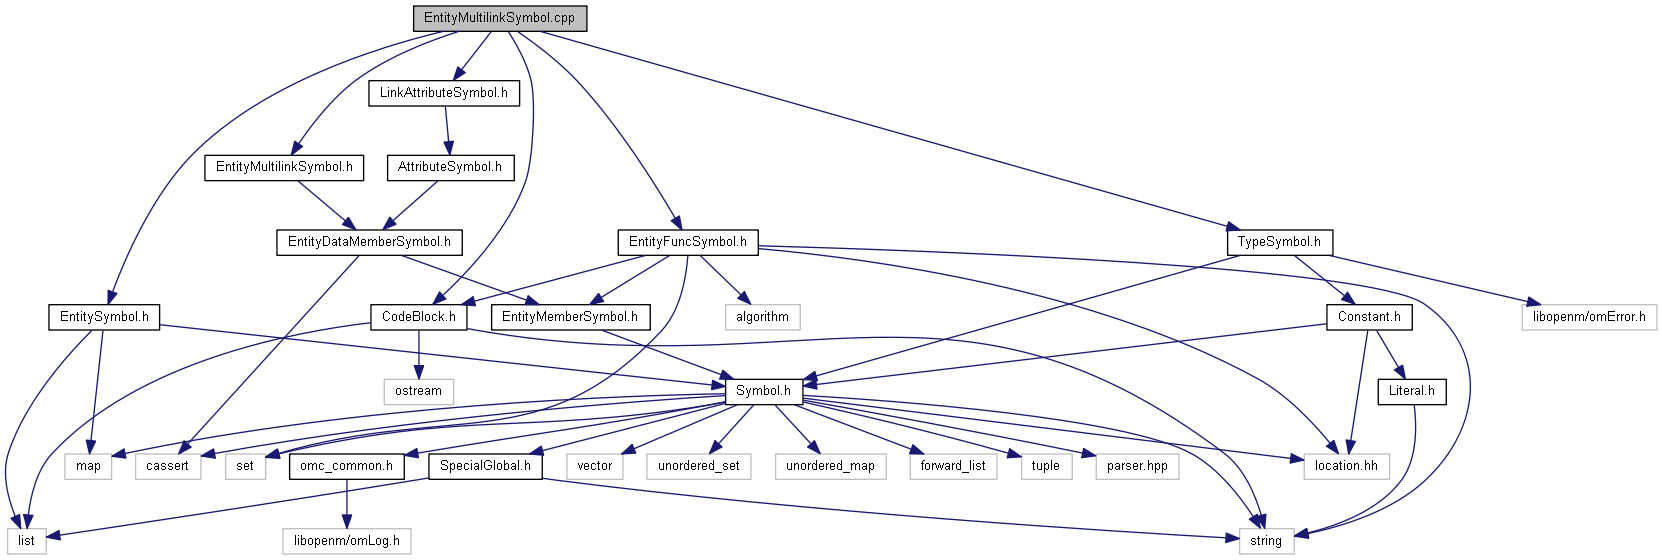 EntityMultilinkSymbol.cpp
LinkAttributeSymbol.h
EntityMultilinkSymbol.h
AttributeSymbol.h
EntityDataMemberSymbol.h
EntityFuncSymbol.h
TypeSymbol.h
EntitySymbol.h
CodeBlock.h
EntityMemberSymbol.h
algorithm
Constant.h
libopenm/omError.h
ostream
Symbol.h
Literal.h
map
cassert
set
omc_common.h
SpecialGlobal.h
vector
unordered_set
unordered_map
forward_list
tuple
parser.hpp
location.hh
list
libopenm/omLog.h
string